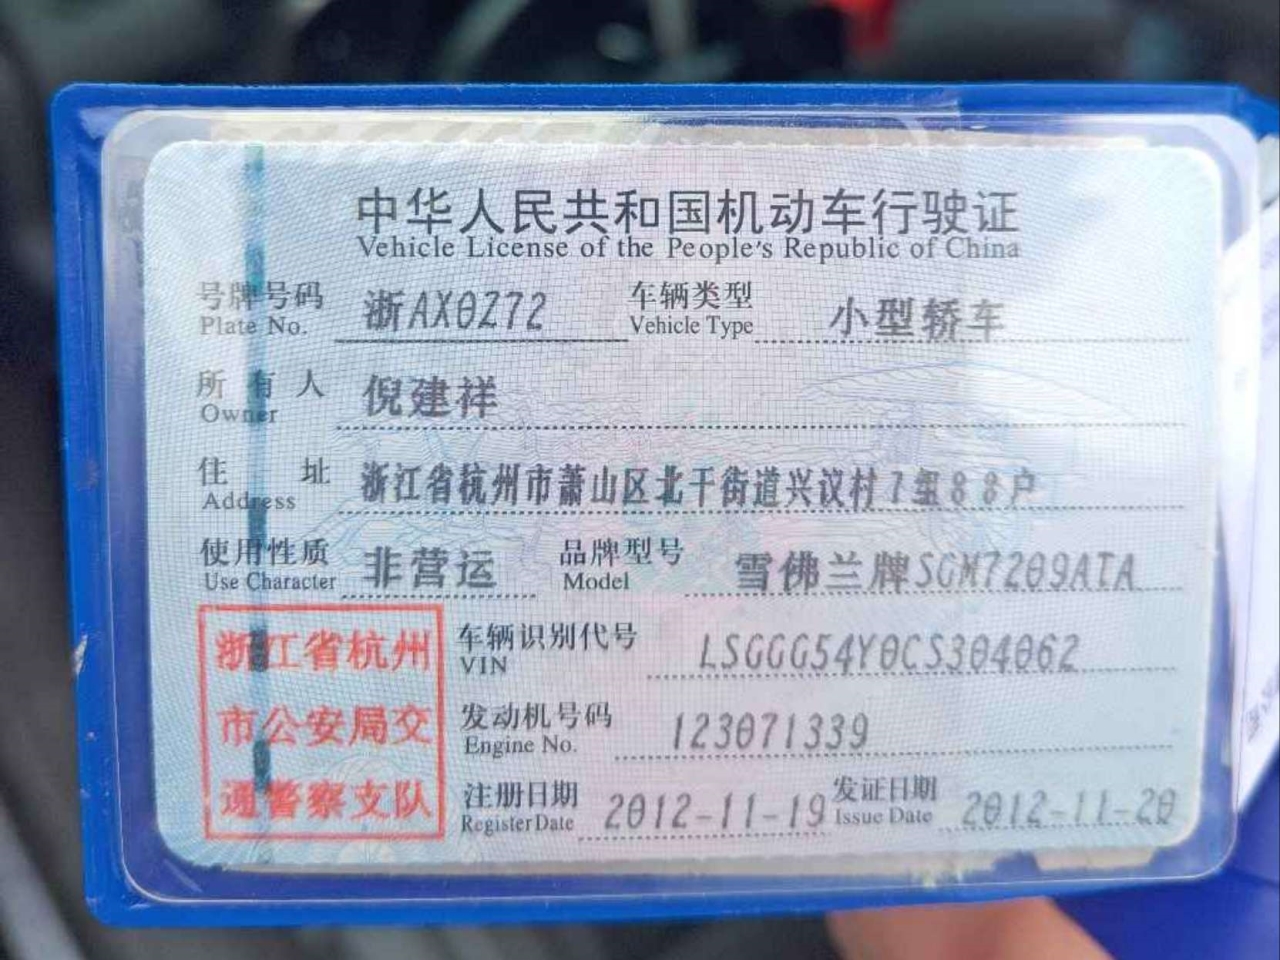 中华人民共和国机动车行驶证
Vehicle License of the People's Republic of China
号牌号码 浙AX0Z72 车辆类型 小型轿车
Plate No. Vehicle Type
所有人 倪建祥
Owner
住址 浙江省杭州市萧山区北干街道兴议村7组88户
Address
使用性质 非营运 品牌型号 雪佛兰牌SGM7209ATA
Use Character Model
浙江省杭州
市公安局交
通警察支队
车辆识别代号 LSGGG54Y0CS304062
VIN
发动机号码 123071339
Engine No.
注册日期 2012-11-19 发证日期 2012-11-20
Register Date Issue Date